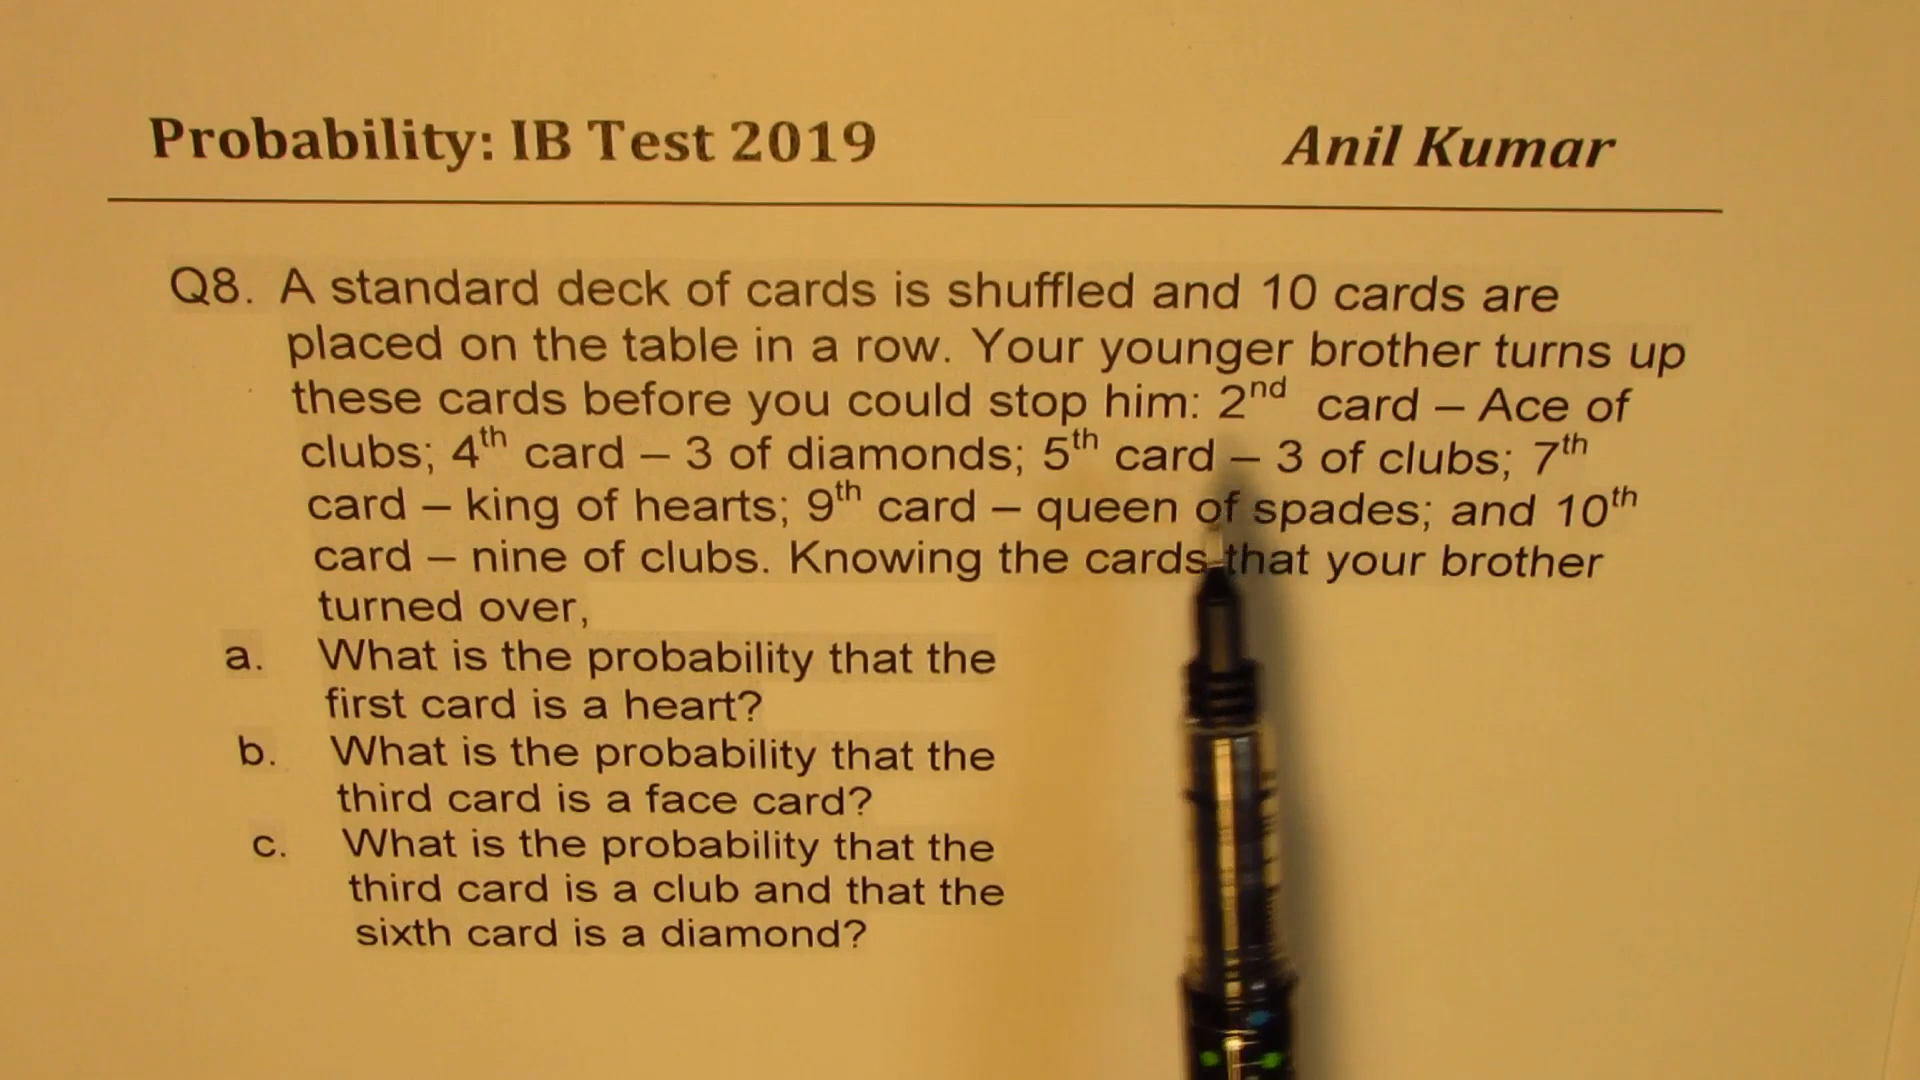 Probability: IB Test 2019 Anil Kumar
Q8. A standard deck of cards is shuffled and 10 cards are
placed on the table in a row. Your younger brother turns up
these cards before you could stop him: 2nd card – Ace of
clubs; 4th card – 3 of diamonds; 5th card – 3 of clubs; 7th
card – king of hearts; 9th card – queen of spades; and 10th
card – nine of clubs. Knowing the cards that your brother
turned over,
a. What is the probability that the
first card is a heart?
b. What is the probability that the
third card is a face card?
c. What is the probability that the
third card is a club and that the
sixth card is a diamond?